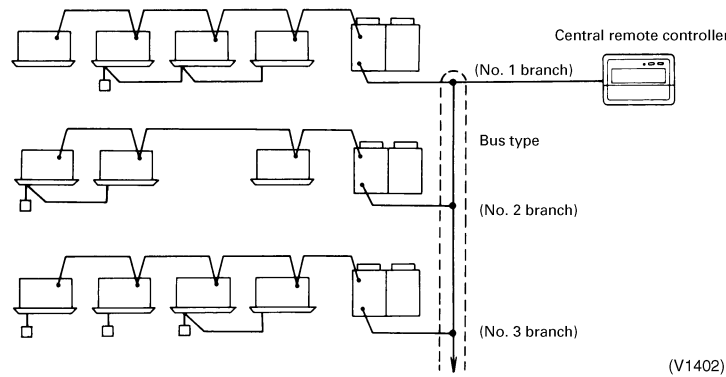 Central remote controller
(No. 1 branch)
Bus type
(No. 2 branch)
(No. 3 branch)
(V1402)